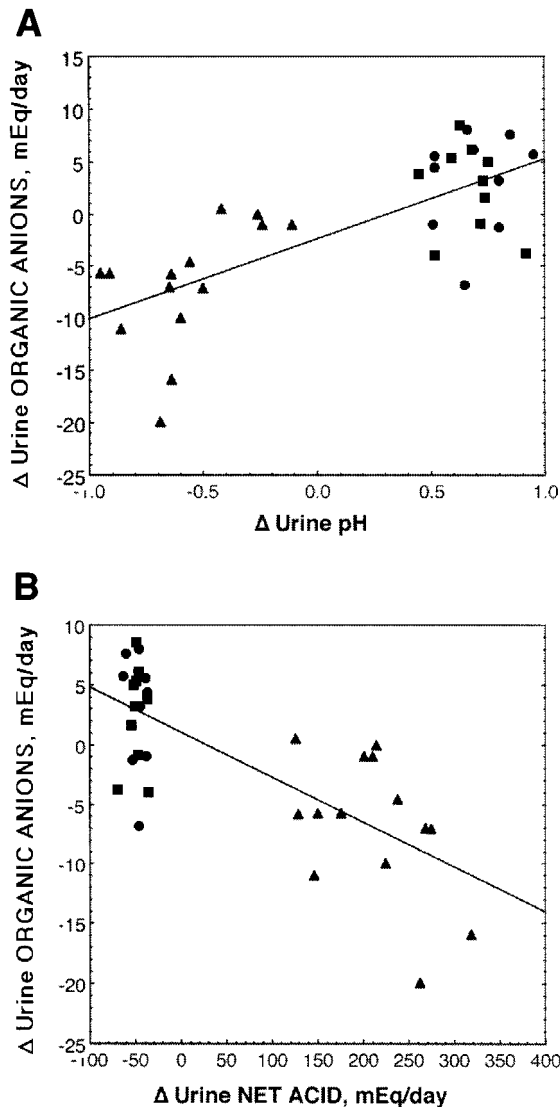 A
Δ Urine ORGANIC ANIONS, mEq/day
15
10
5
0
-5
-10
-15
-20
-25
-1.0 -0.5 0.0 0.5 1.0
Δ Urine pH
B
Δ Urine ORGANIC ANIONS, mEq/day
10
5
0
-5
-10
-15
-20
-25
-100 -50 0 50 100 150 200 250 300 350 400
Δ Urine NET ACID, mEq/day